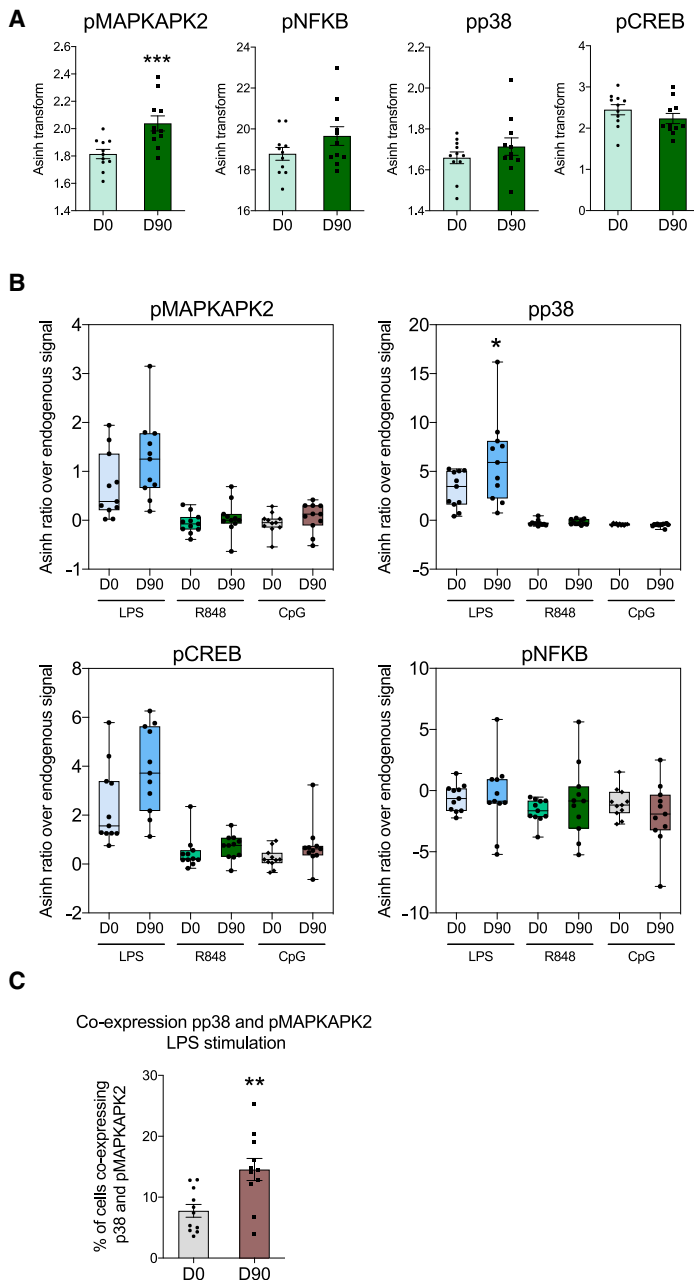 A
pMAPKAPK2
pNFKB
pp38
pCREB
***
Asinh transform
2.6
2.4
2.2
2.0
1.8
1.6
1.4
D0 D90
Asinh transform
24
22
20
18
16
D0 D90
Asinh transform
2.2
2.0
1.8
1.6
1.4
D0 D90
Asinh transform
4
3
2
1
0
D0 D90
B
pMAPKAPK2
Asinh ratio over endogenous signal
4
3
2
1
0
-1
D0 D90 D0 D90 D0 D90
LPS R848 CpG
pp38
*
Asinh ratio over endogenous signal
20
15
10
5
0
-5
D0 D90 D0 D90 D0 D90
LPS R848 CpG
pCREB
Asinh ratio over endogenous signal
8
6
4
2
0
-2
D0 D90 D0 D90 D0 D90
LPS R848 CpG
pNFKB
Asinh ratio over endogenous signal
10
5
0
-5
-10
D0 D90 D0 D90 D0 D90
LPS R848 CpG
C
Co-expression pp38 and pMAPKAPK2
LPS stimulation
**
% of cells co-expressing
p38 and pMAPKAPK2
30
20
10
0
D0 D90